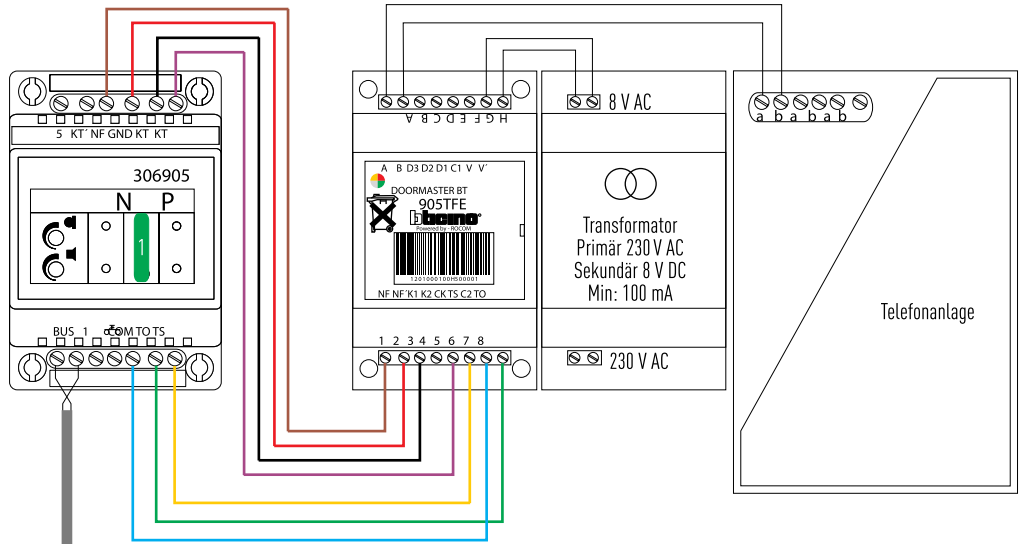 5 KT´ NF GND KT KT
306905
N P
1
BUS 1 COM TO TS
A B C D E F G H
A B D3 D2 D1 C1 V V´
DOORMASTER BT
905TFE
bticino
Powered by - ROCOM
1201000100H500001
NF NF´K1 K2 CK TS C2 TO
1 2 3 4 5 6 7 8
8 V AC
Transformator
Primär 230 V AC
Sekundär 8 V DC
Min: 100 mA
230 V AC
a b a b a b
Telefonanlage